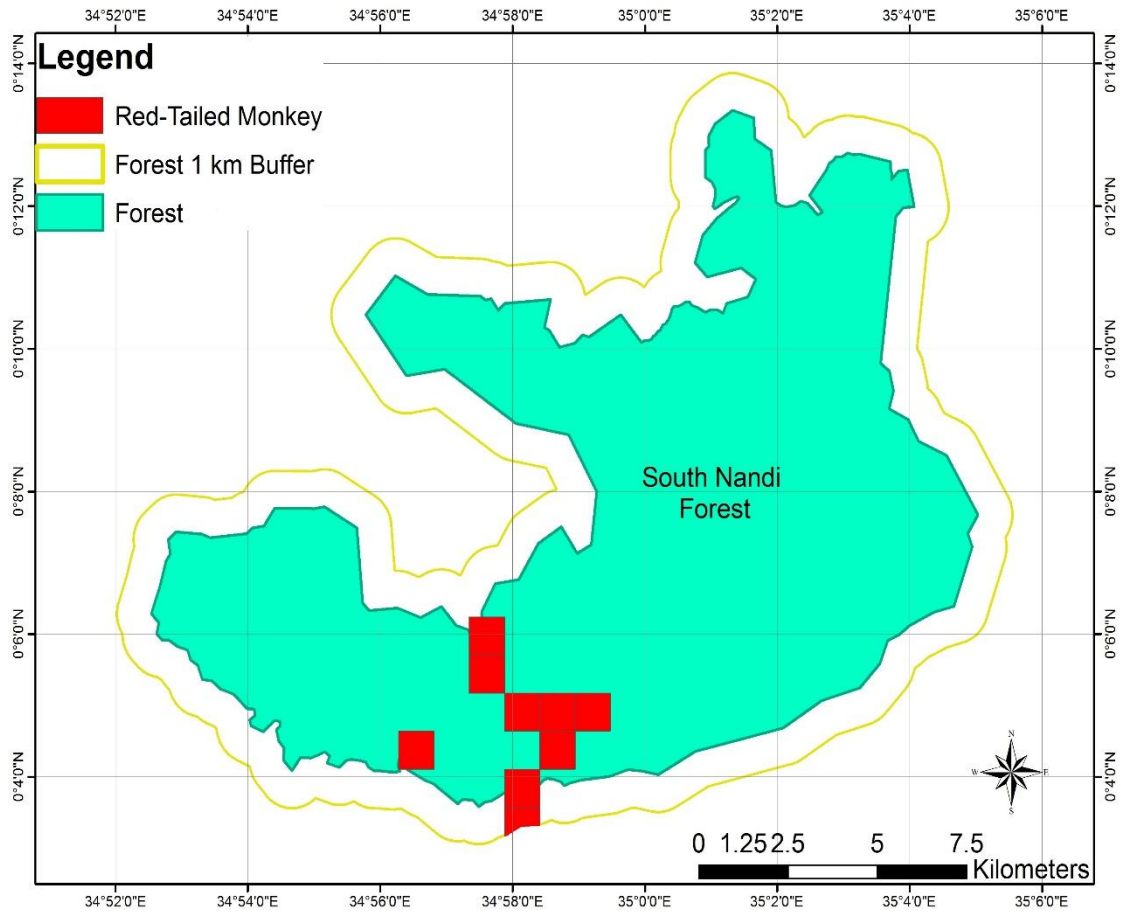 34°52'0"E 34°54'0"E 34°56'0"E 34°58'0"E 35°0'0"E 35°2'0"E 35°4'0"E 35°6'0"E
Legend
Red-Tailed Monkey
Forest 1 km Buffer
Forest
0°14'0"N
0°12'0"N
0°10'0"N
0°8'0"N
0°6'0"N
0°4'0"N
South Nandi
Forest
0°14'0"N
0°12'0"N
0°10'0"N
0°8'0"N
0°6'0"N
0°4'0"N
N
W E
S
0 1.25 2.5 5 7.5
Kilometers
34°52'0"E 34°54'0"E 34°56'0"E 34°58'0"E 35°0'0"E 35°2'0"E 35°4'0"E 35°6'0"E